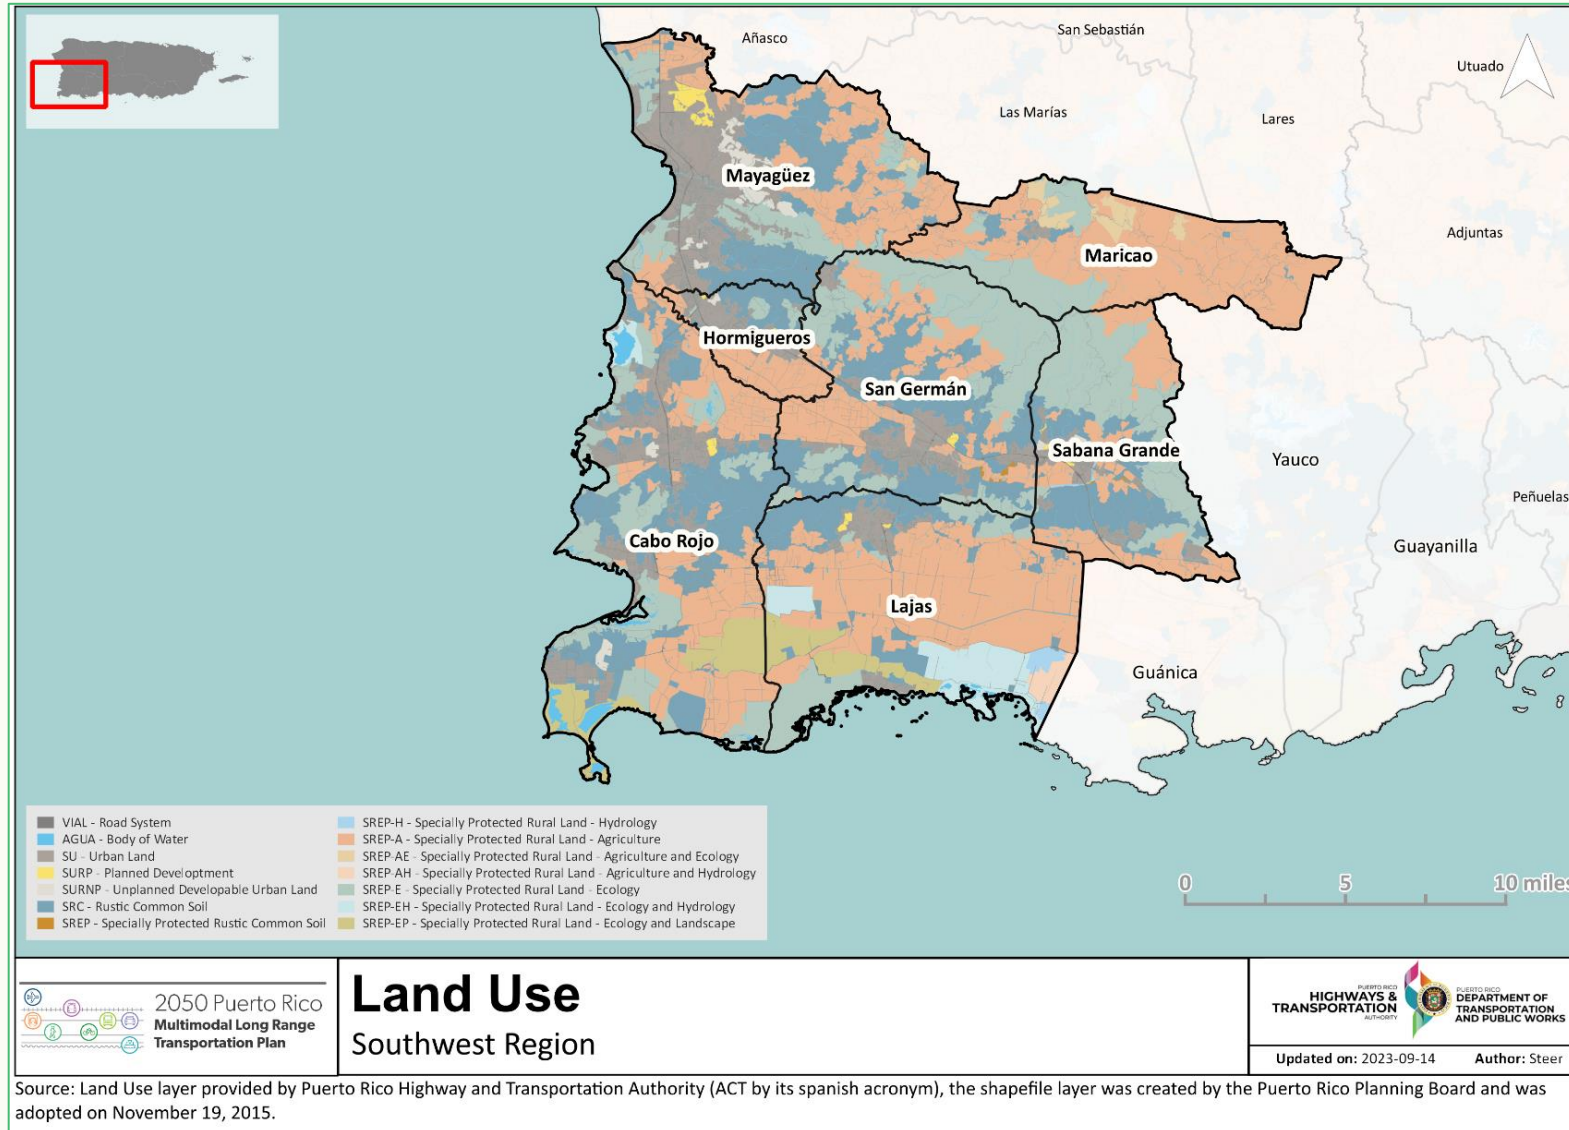 Añasco
San Sebastián
Utuado
Las Marías
Lares
Mayagüez
Adjuntas
Maricao
Hormigueros
San Germán
Sabana Grande
Yauco
Peñuelas
Cabo Rojo
Guayanilla
Lajas
Guánica
VIAL - Road System
AGUA - Body of Water
SU - Urban Land
SURP - Planned Developtment
SURNP - Unplanned Developable Urban Land
SRC - Rustic Common Soil
SREP - Specially Protected Rustic Common Soil
SREP-H - Specially Protected Rural Land - Hydrology
SREP-A - Specially Protected Rural Land - Agriculture
SREP-AE - Specially Protected Rural Land - Agriculture and Ecology
SREP-AH - Specially Protected Rural Land - Agriculture and Hydrology
SREP-E - Specially Protected Rural Land - Ecology
SREP-EH - Specially Protected Rural Land - Ecology and Hydrology
SREP-EP - Specially Protected Rural Land - Ecology and Landscape
0 5 10 miles
2050 Puerto Rico
Multimodal Long Range
Transportation Plan
Land Use
Southwest Region
PUERTO RICO
HIGHWAYS &
TRANSPORTATION
AUTHORITY
PUERTO RICO
DEPARTMENT OF
TRANSPORTATION
AND PUBLIC WORKS
Updated on: 2023-09-14 Author: Steer
Source: Land Use layer provided by Puerto Rico Highway and Transportation Authority (ACT by its spanish acronym), the shapefile layer was created by the Puerto Rico Planning Board and was
adopted on November 19, 2015.